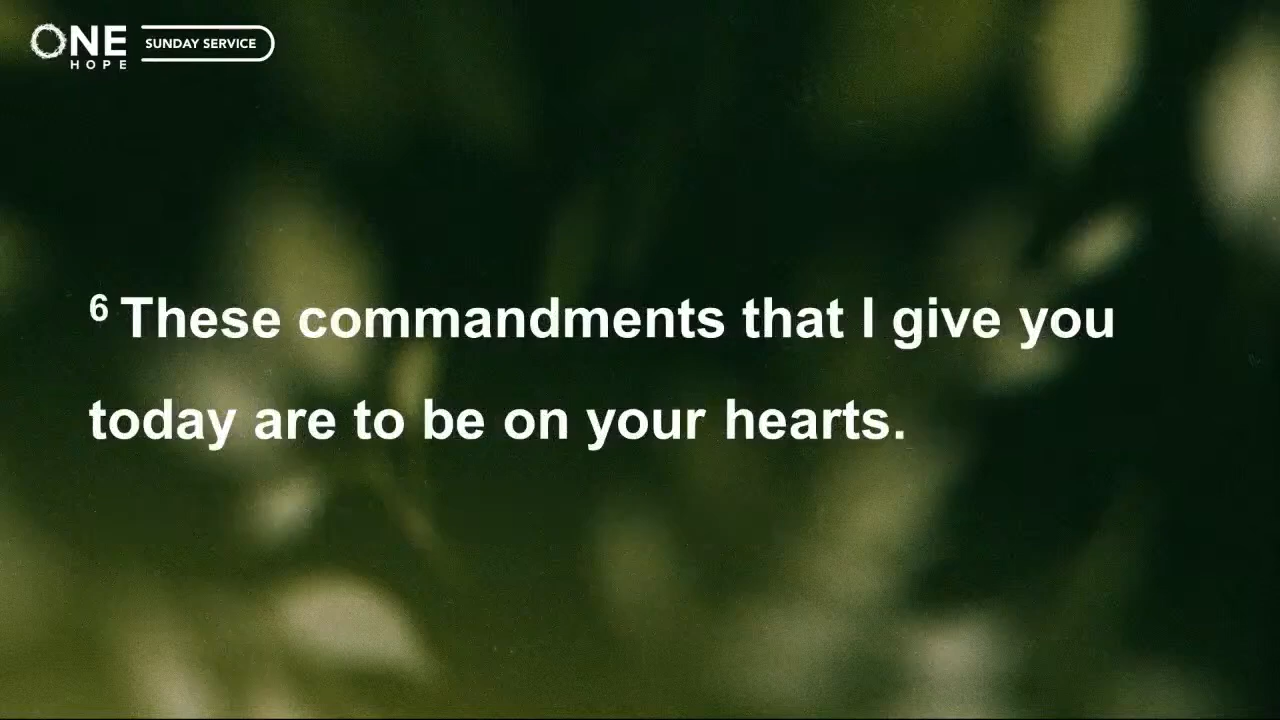 ONE
HOPE
SUNDAY SERVICE
6 These commandments that I give you
today are to be on your hearts.